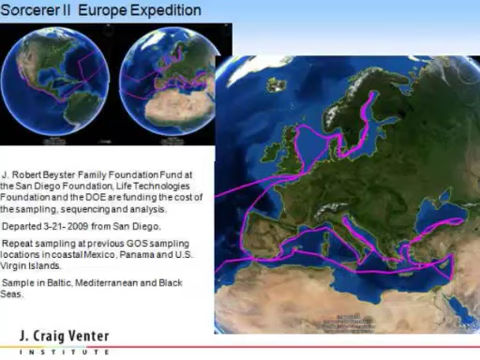 Sorcerer II Europe Expedition
J. Robert Beyster Family Foundation Fund at
the San Diego Foundation, Life Technologies
Foundation and the DOE are funding the cost of
the sampling, sequencing and analysis.
Departed 3-21- 2009 from San Diego,
Repeat sampling at previous GOS sampling
locations in coastal Mexico, Panama and U.S.
Virgin Islands.
Sample in Baltic, Mediterranean and Black
Seas.
J. Craig Venter
INSTITUTE